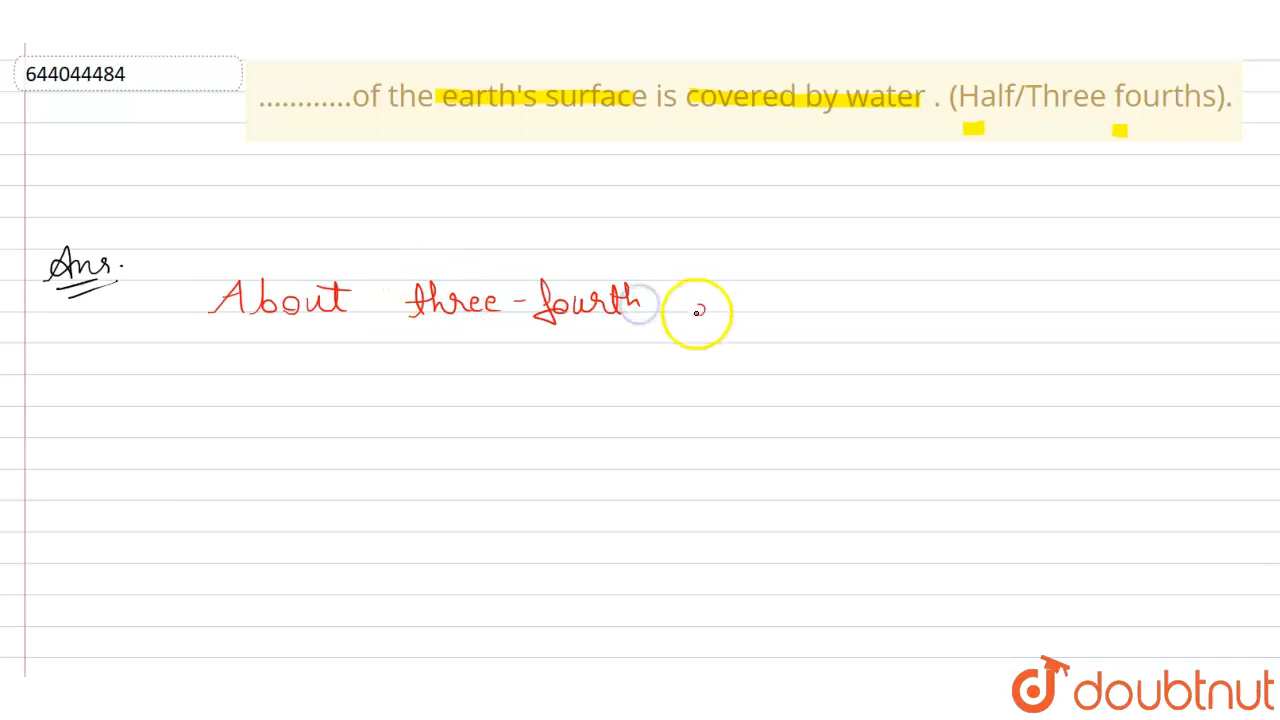 644044484
............of the earth's surface is covered by water . (Half/Three fourths).
Ans.
About three-fourth
doubtnut